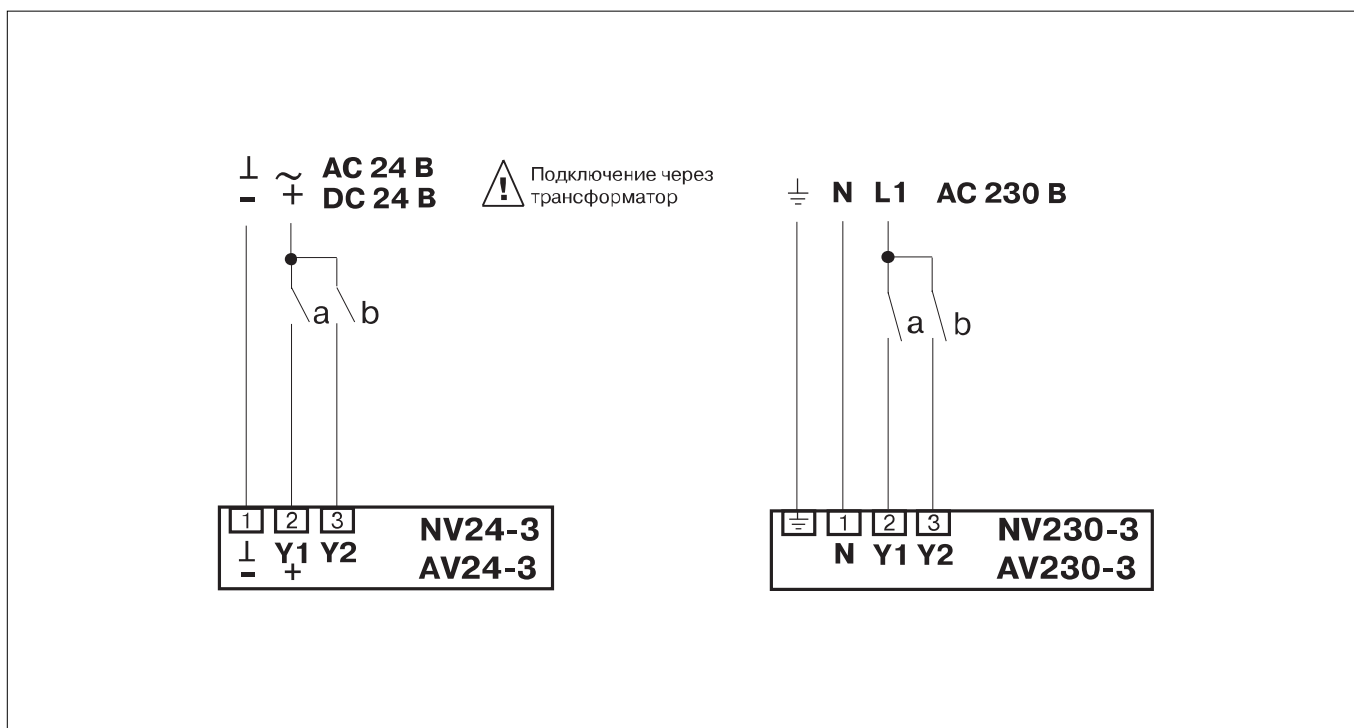 ⊥ ~ AC 24 В
- + DC 24 В
! Подключение через
трансформатор
a b
1 2 3
⊥ Y1 Y2
- +
NV24-3
AV24-3
⏚ N L1 AC 230 В
a b
⏚ 1 2 3
N Y1 Y2
NV230-3
AV230-3